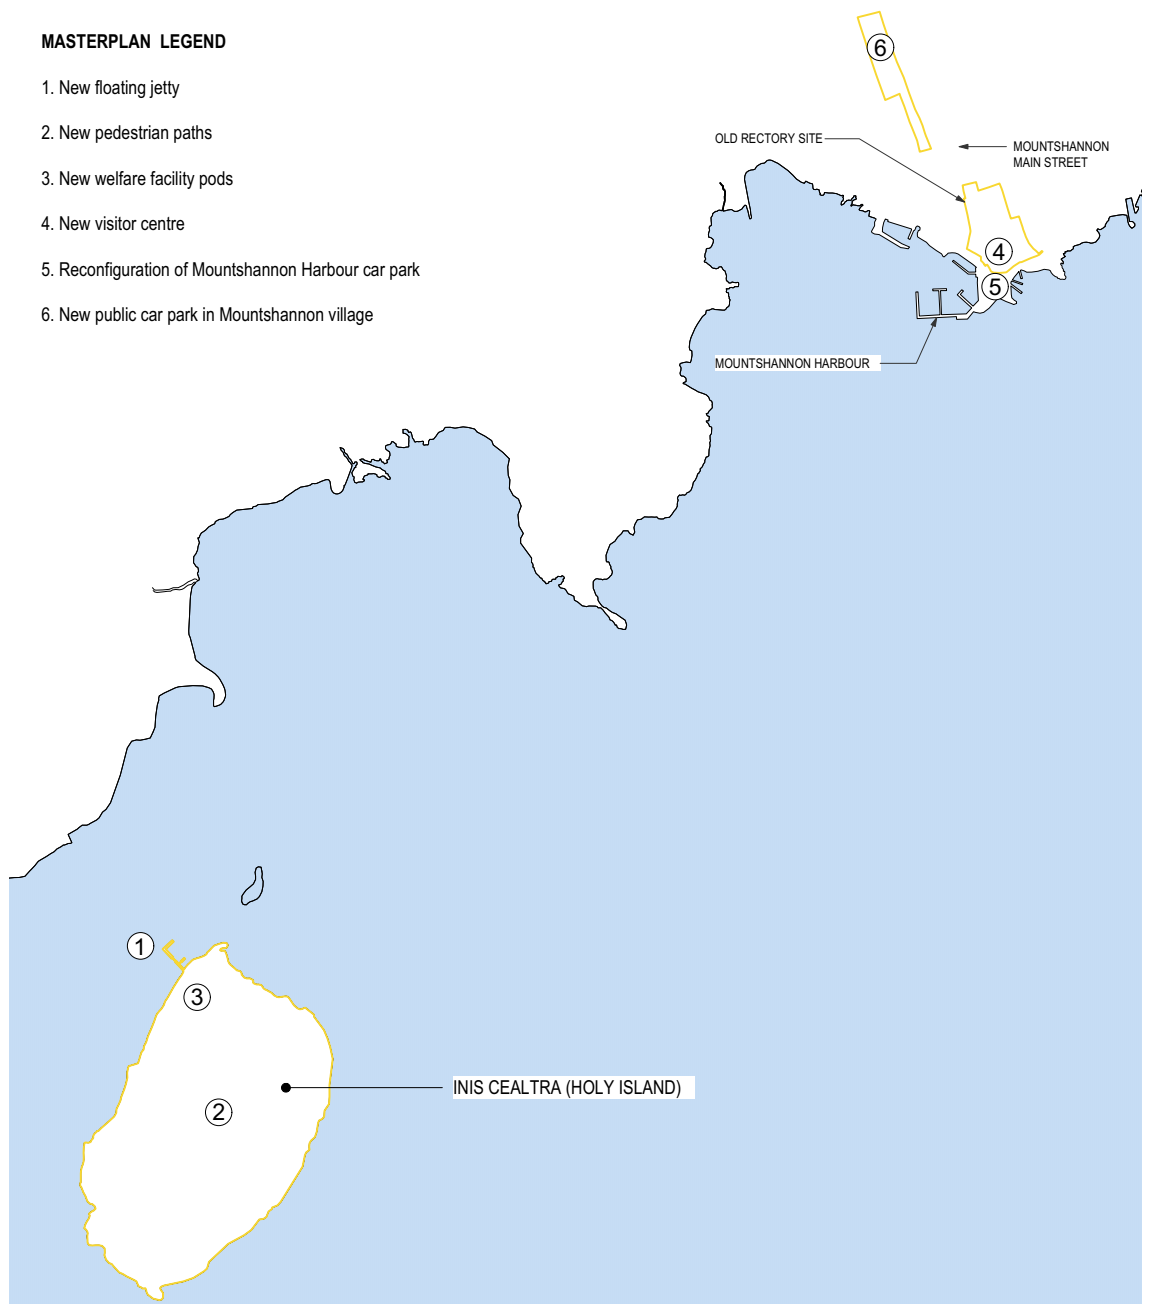 MASTERPLAN LEGEND
1. New floating jetty
2. New pedestrian paths
3. New welfare facility pods
4. New visitor centre
5. Reconfiguration of Mountshannon Harbour car park
6. New public car park in Mountshannon village
6
OLD RECTORY SITE
MOUNTSHANNON
MAIN STREET
4
5
MOUNTSHANNON HARBOUR
1
3
INIS CEALTRA (HOLY ISLAND)
2